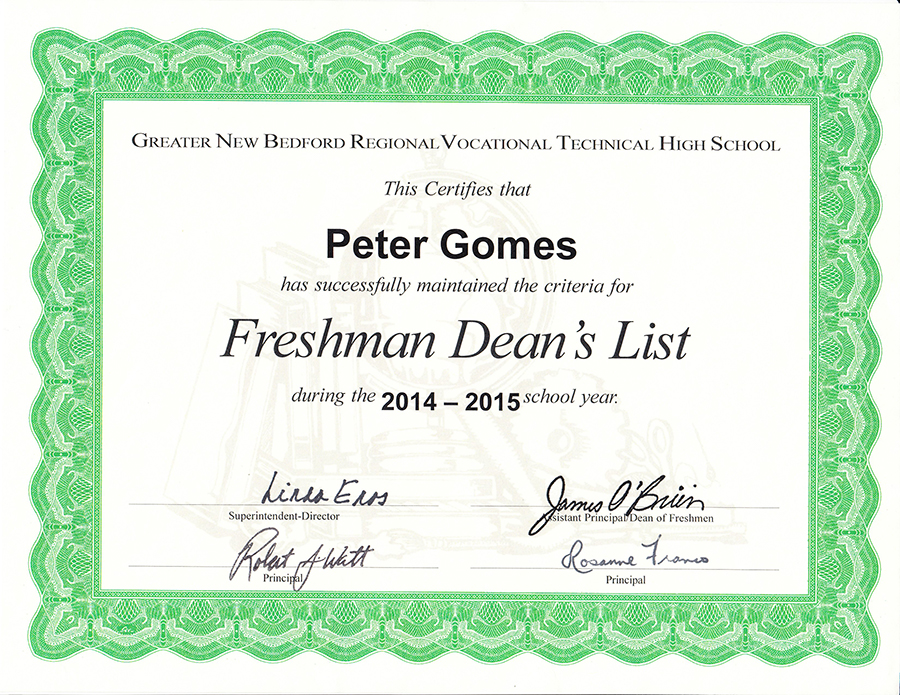 GREATER NEW BEDFORD REGIONAL VOCATIONAL TECHNICAL HIGH SCHOOL
This Certifies that
Peter Gomes
has successfully maintained the criteria for
Freshman Dean's List
during the 2014 – 2015 school year.
Linda Enos
Superintendent-Director
James O'Brien
Assistant Principal/Dean of Freshmen
Robert A. Watt
Principal
Rosanne Franco
Principal